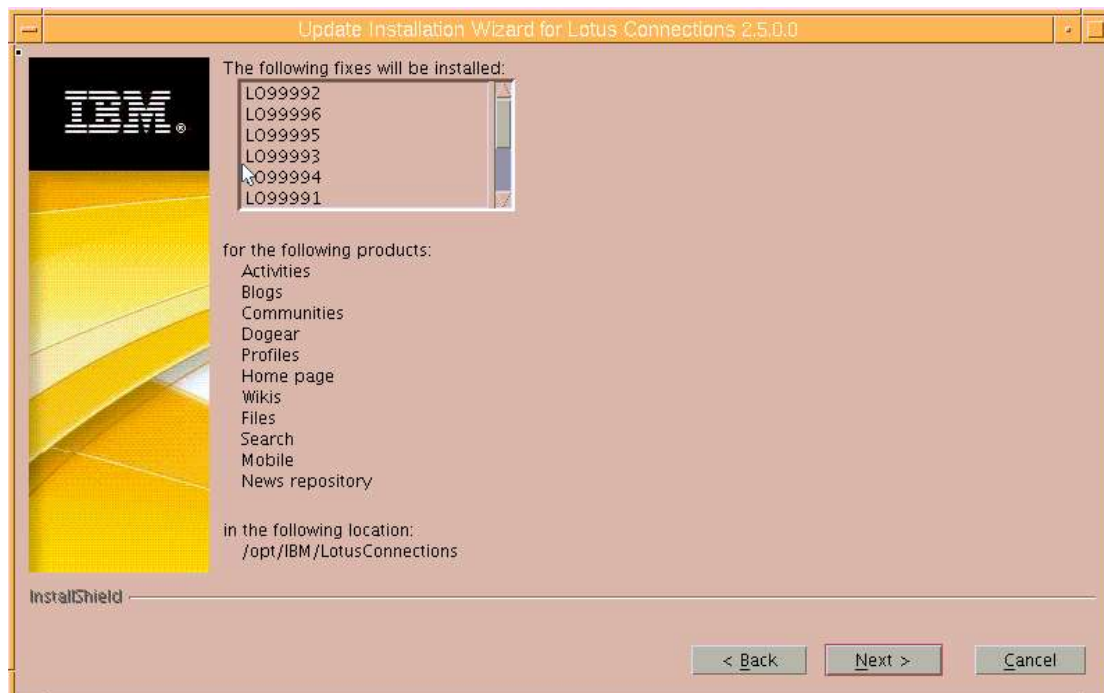 Update Installation Wizard for Lotus Connections 2.5.0.0
IBM®
The following fixes will be installed:
LO99992
LO99996
LO99995
LO99993
LO99994
LO99991
for the following products:
Activities
Blogs
Communities
Dogear
Profiles
Home page
Wikis
Files
Search
Mobile
News repository
in the following location:
/opt/IBM/LotusConnections
InstallShield
< Back
Next >
Cancel